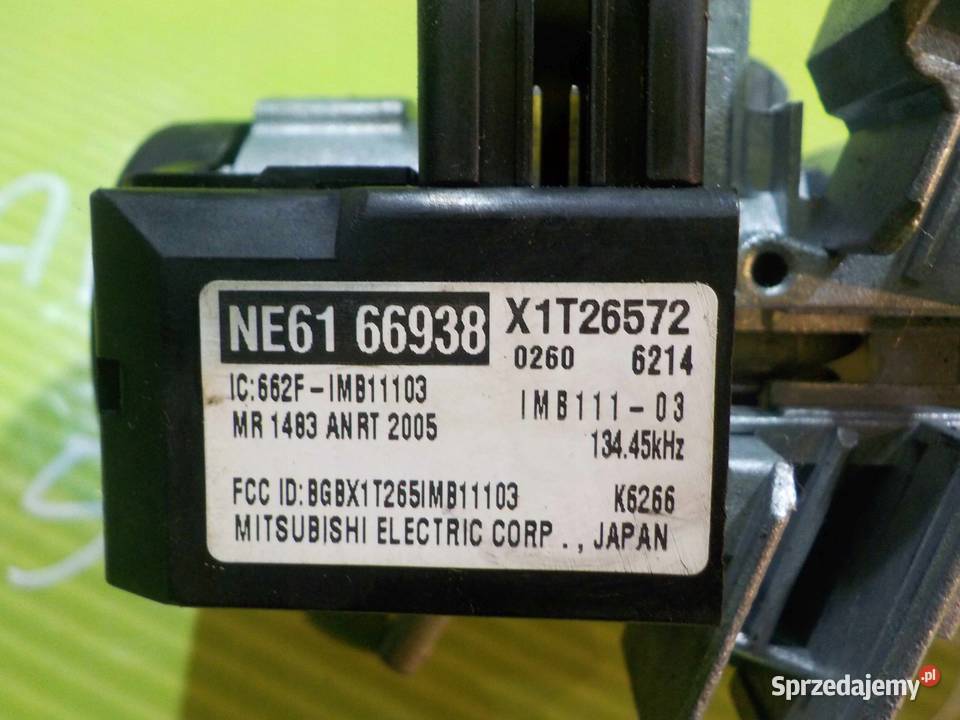 NE61 66938 X1T26572
0260 6214
IC:662F-IMB11103 IMB111-03
MR 1483 ANRT 2005 134.45kHz
FCC ID:BGBX1T265IMB11103 K6266
MITSUBISHI ELECTRIC CORP ., JAPAN
Sprzedajemy.pl